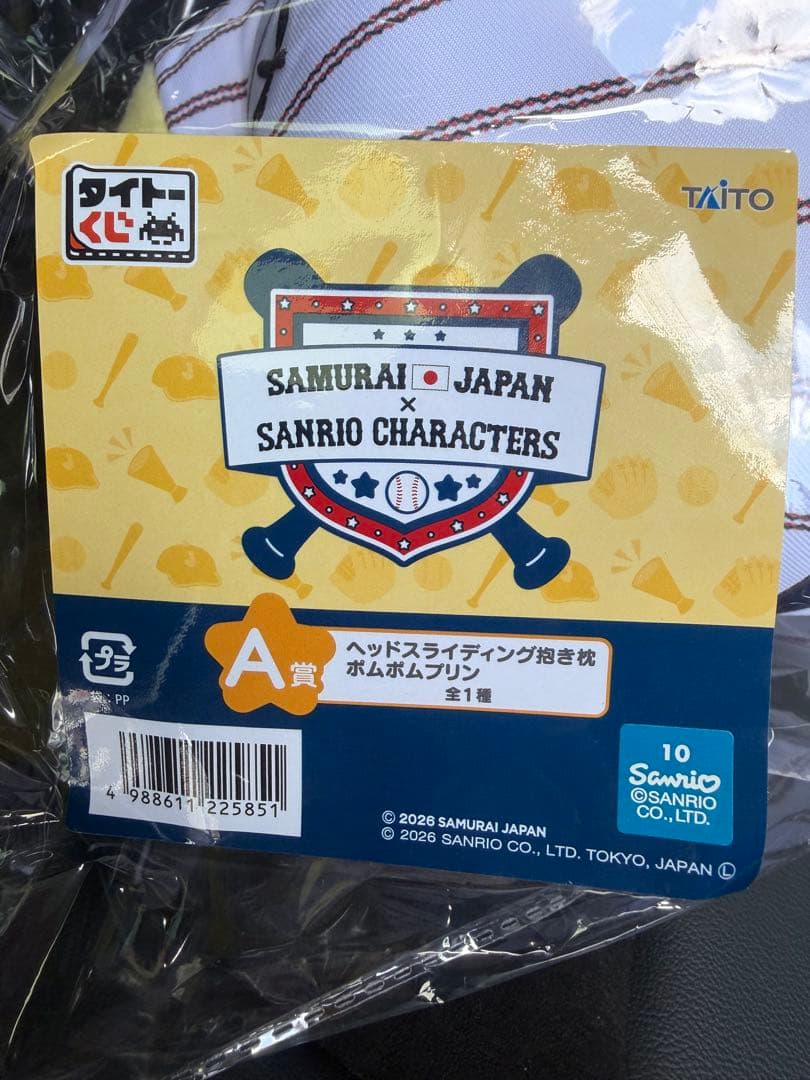 タイトー
くじ
TAITO
SAMURAI JAPAN
×
SANRIO CHARACTERS
A賞
ヘッドスライディング抱き枕
ポムポムプリン
全1種
プラ
袋:PP
4 988611 225851
10
Sanrio
©SANRIO
CO.,LTD.
© 2026 SAMURAI JAPAN
© 2026 SANRIO CO., LTD. TOKYO, JAPAN Ⓛ